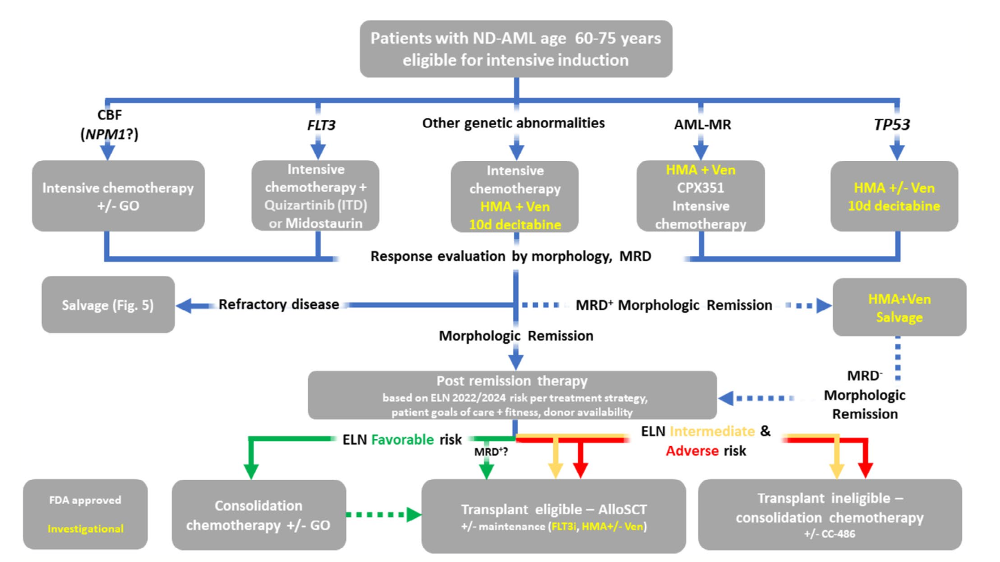 Patients with ND-AML age 60-75 years
eligible for intensive induction
CBF
(NPM1?)
FLT3
Other genetic abnormalities
AML-MR
TP53
Intensive chemotherapy
+/- GO
Intensive
chemotherapy +
Quizartinib (ITD)
or Midostaurin
Intensive
chemotherapy
HMA + Ven
10d decitabine
HMA + Ven
CPX351
Intensive
chemotherapy
HMA +/- Ven
10d decitabine
Response evaluation by morphology, MRD
Salvage (Fig. 5)
Refractory disease
MRD⁺ Morphologic Remission
HMA+Ven
Salvage
Morphologic Remission
Post remission therapy
based on ELN 2022/2024 risk per treatment strategy,
patient goals of care + fitness, donor availability
MRD⁻
Morphologic
Remission
ELN Favorable risk
MRD⁺?
ELN Intermediate &
Adverse risk
FDA approved
Investigational
Consolidation
chemotherapy +/- GO
Transplant eligible – AlloSCT
+/- maintenance (FLT3i, HMA+/- Ven)
Transplant ineligible –
consolidation chemotherapy
+/- CC-486